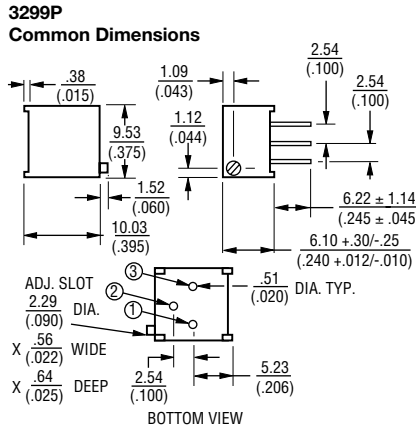 3299P
Common Dimensions
.38
(.015)
9.53
(.375)
1.52
(.060)
10.03
(.395)
1.09
(.043)
1.12
(.044)
2.54
(.100)
2.54
(.100)
6.22 ± 1.14
(.245 ± .045
6.10 +.30/-.25
(.240 +.012/-.010)
ADJ. SLOT
2.29
(.090) DIA.
X .56
(.022) WIDE
X .64
(.025) DEEP
3
2
1
.51
(.020) DIA. TYP.
2.54
(.100)
5.23
(.206)
BOTTOM VIEW